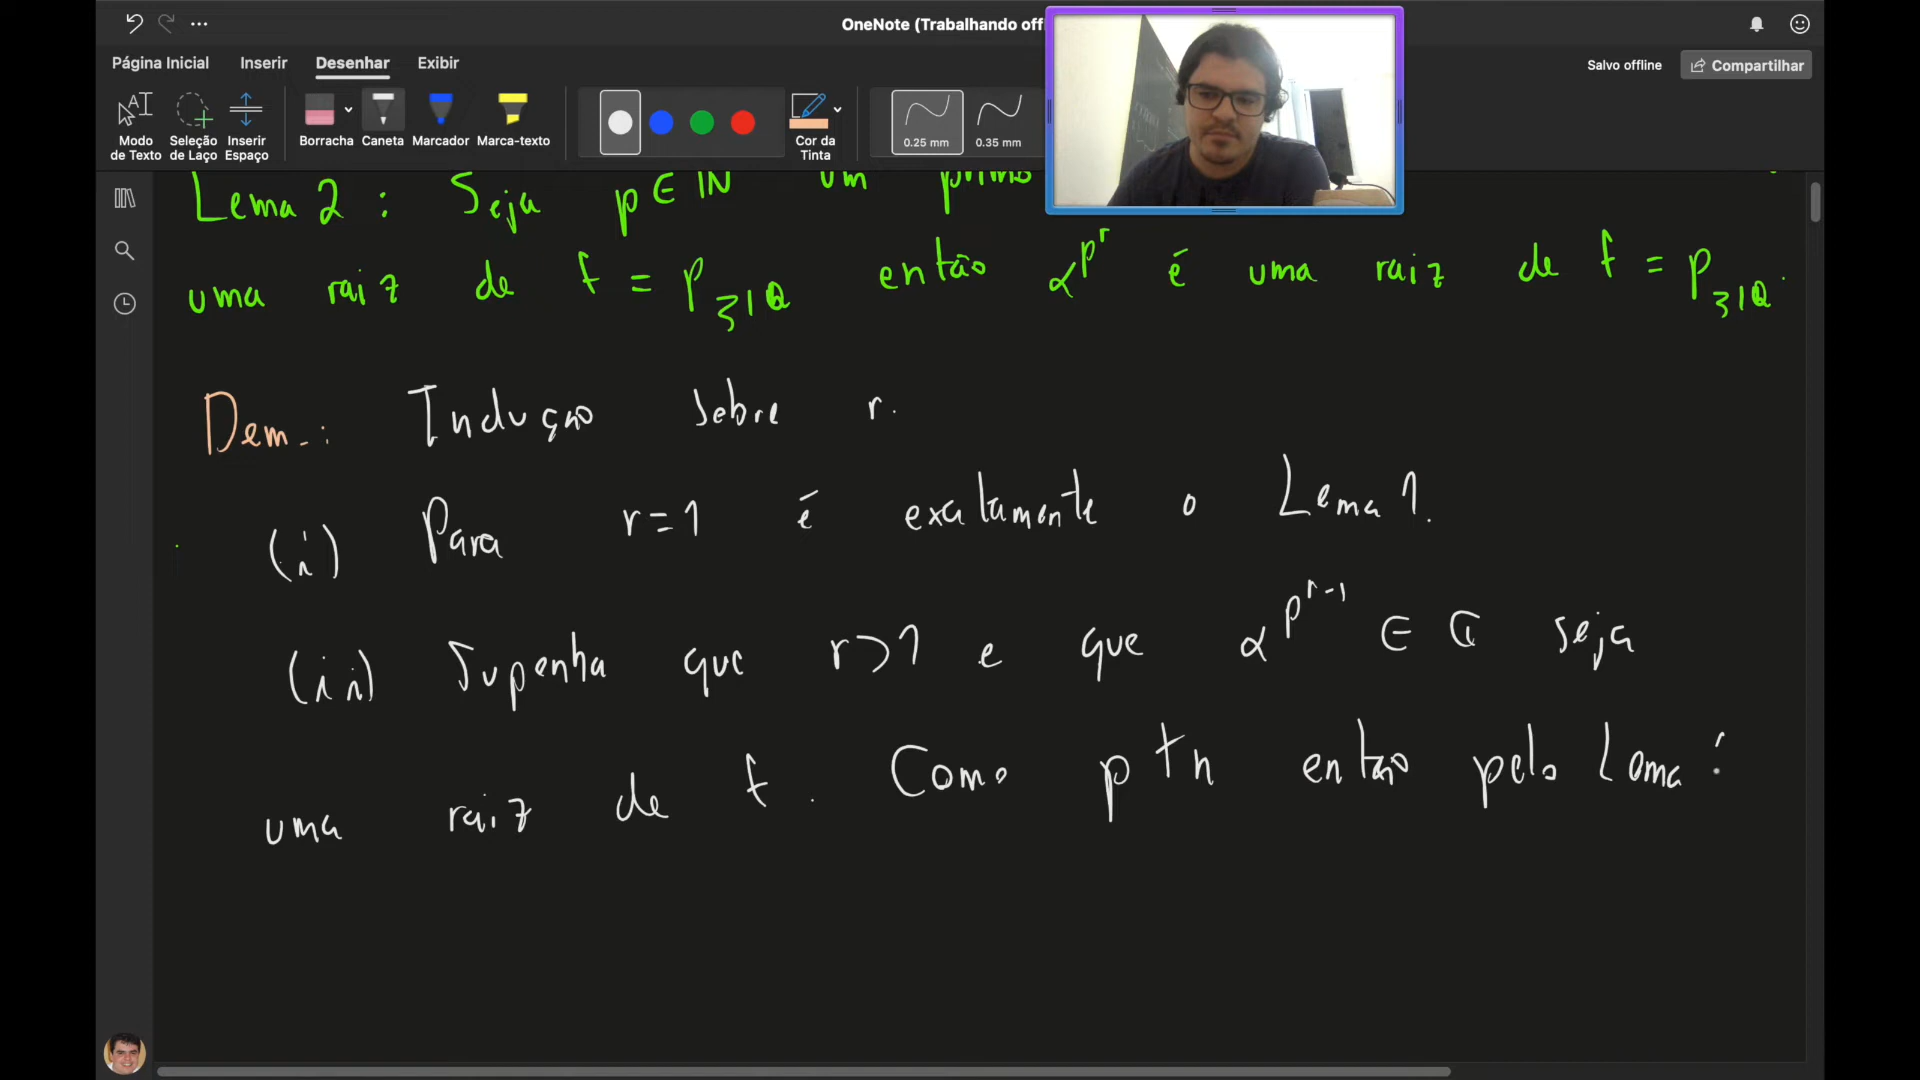 OneNote (Trabalhando off
Página Inicial Inserir Desenhar Exibir
Salvo offline Compartilhar
Modo de Texto Seleção de Laço Inserir Espaço Borracha Caneta Marcador Marca-texto Cor da Tinta 0.25 mm 0.35 mm
Lema 2 : Seja p ∈ ℕ um primo
uma raiz de f = P_{ξ|ℚ} então α^{p^r} é uma raiz de f = P_{ξ|ℚ}.
Dem.: Indução sobre r.
(i) Para r=1 é exatamente o Lema 1.
(ii) Suponha que r>1 e que α^{p^{r-1}} ∈ ℂ seja
uma raiz de f. Como p∤n então pelo Lema